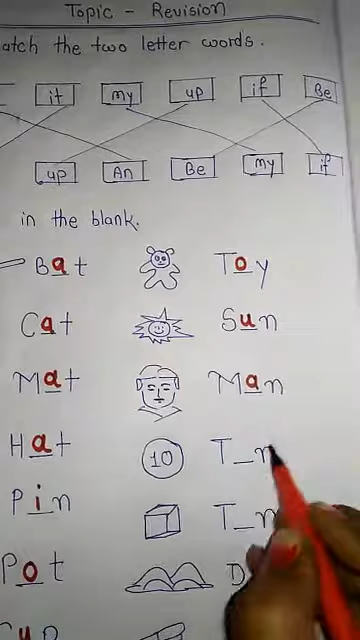 Topic - Revision
atch the two letter words.
it My up if Be
up An Be My if
in the blank.
Bat Toy
Cat Sun
Mat Man
Hat 10 T_n
Pin T_n
Pot D
up